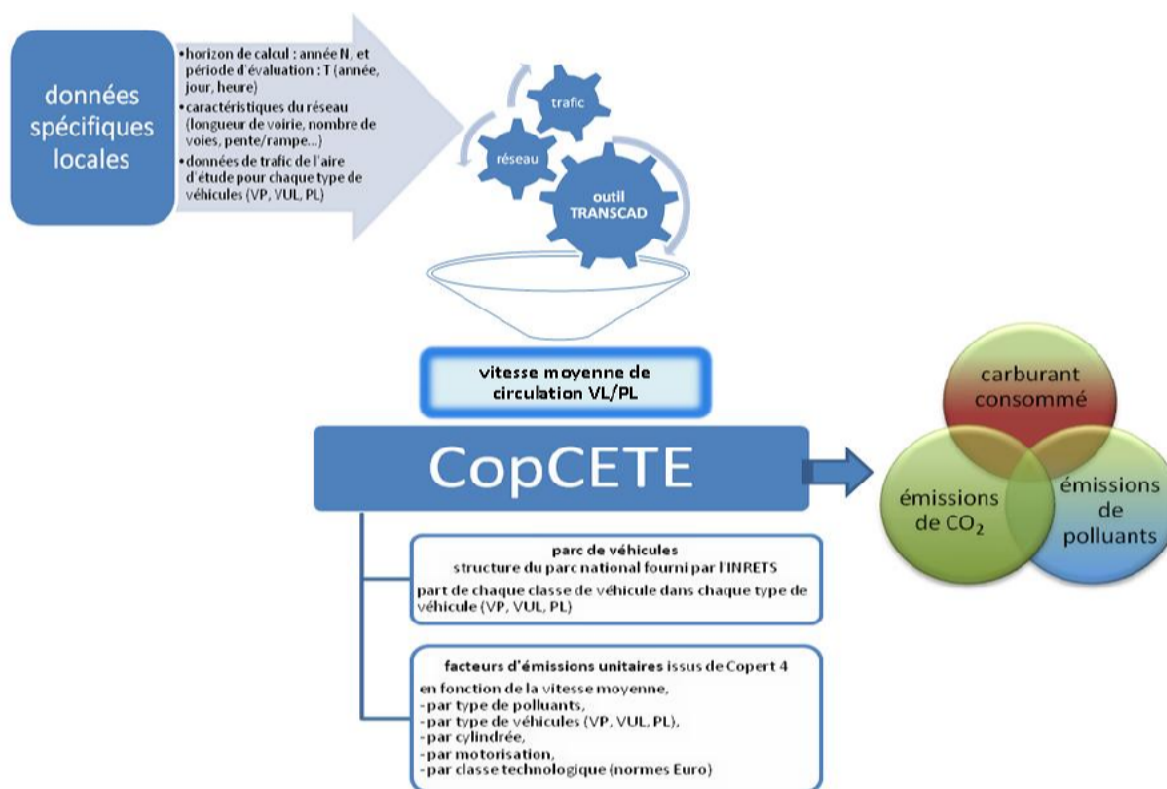 données
spécifiques
locales
•horizon de calcul : année N, et
période d'évaluation : T (année,
jour, heure)
•caractéristiques du réseau
(longueur de voirie, nombre de
voies, pente/rampe...)
•données de trafic de l'aire
d'étude pour chaque type de
véhicules (VP, VUL, PL)
trafic
réseau
outil
TRANSCAD
vitesse moyenne de
circulation VL/PL
CopCETE
carburant
consommé
émissions
de CO₂
émissions
de
polluants
parc de véhicules
structure du parc national fourni par l'INRETS
part de chaque classe de véhicule dans chaque type de
véhicule (VP, VUL, PL)
facteurs d'émissions unitaires issus de Copert 4
en fonction de la vitesse moyenne,
-par type de polluants,
-par type de véhicules (VP, VUL, PL),
-par cylindrée,
-par motorisation,
-par classe technologique (normes Euro)